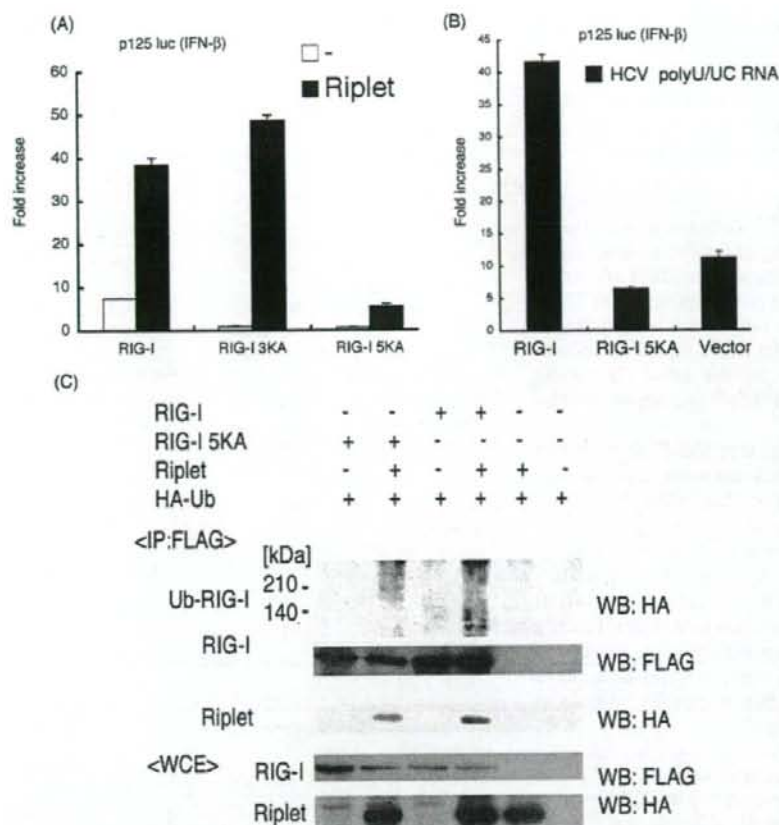 (A)
p125 luc (IFN-β)
-
Riplet
60
50
40
30
20
10
0
Fold increase
RIG-I
RIG-I 3KA
RIG-I 5KA
(B)
p125 luc (IFN-β)
HCV polyU/UC RNA
45
40
35
30
25
20
15
10
5
0
Fold increase
RIG-I
RIG-I 5KA
Vector
(C)
RIG-I - - + + - -
RIG-I 5KA + + - - - -
Riplet - + - + + -
HA-Ub + + + + + +
<IP:FLAG>
[kDa]
210-
Ub-RIG-I
140-
WB: HA
RIG-I
WB: FLAG
Riplet
WB: HA
<WCE>
RIG-I
WB: FLAG
Riplet
WB: HA